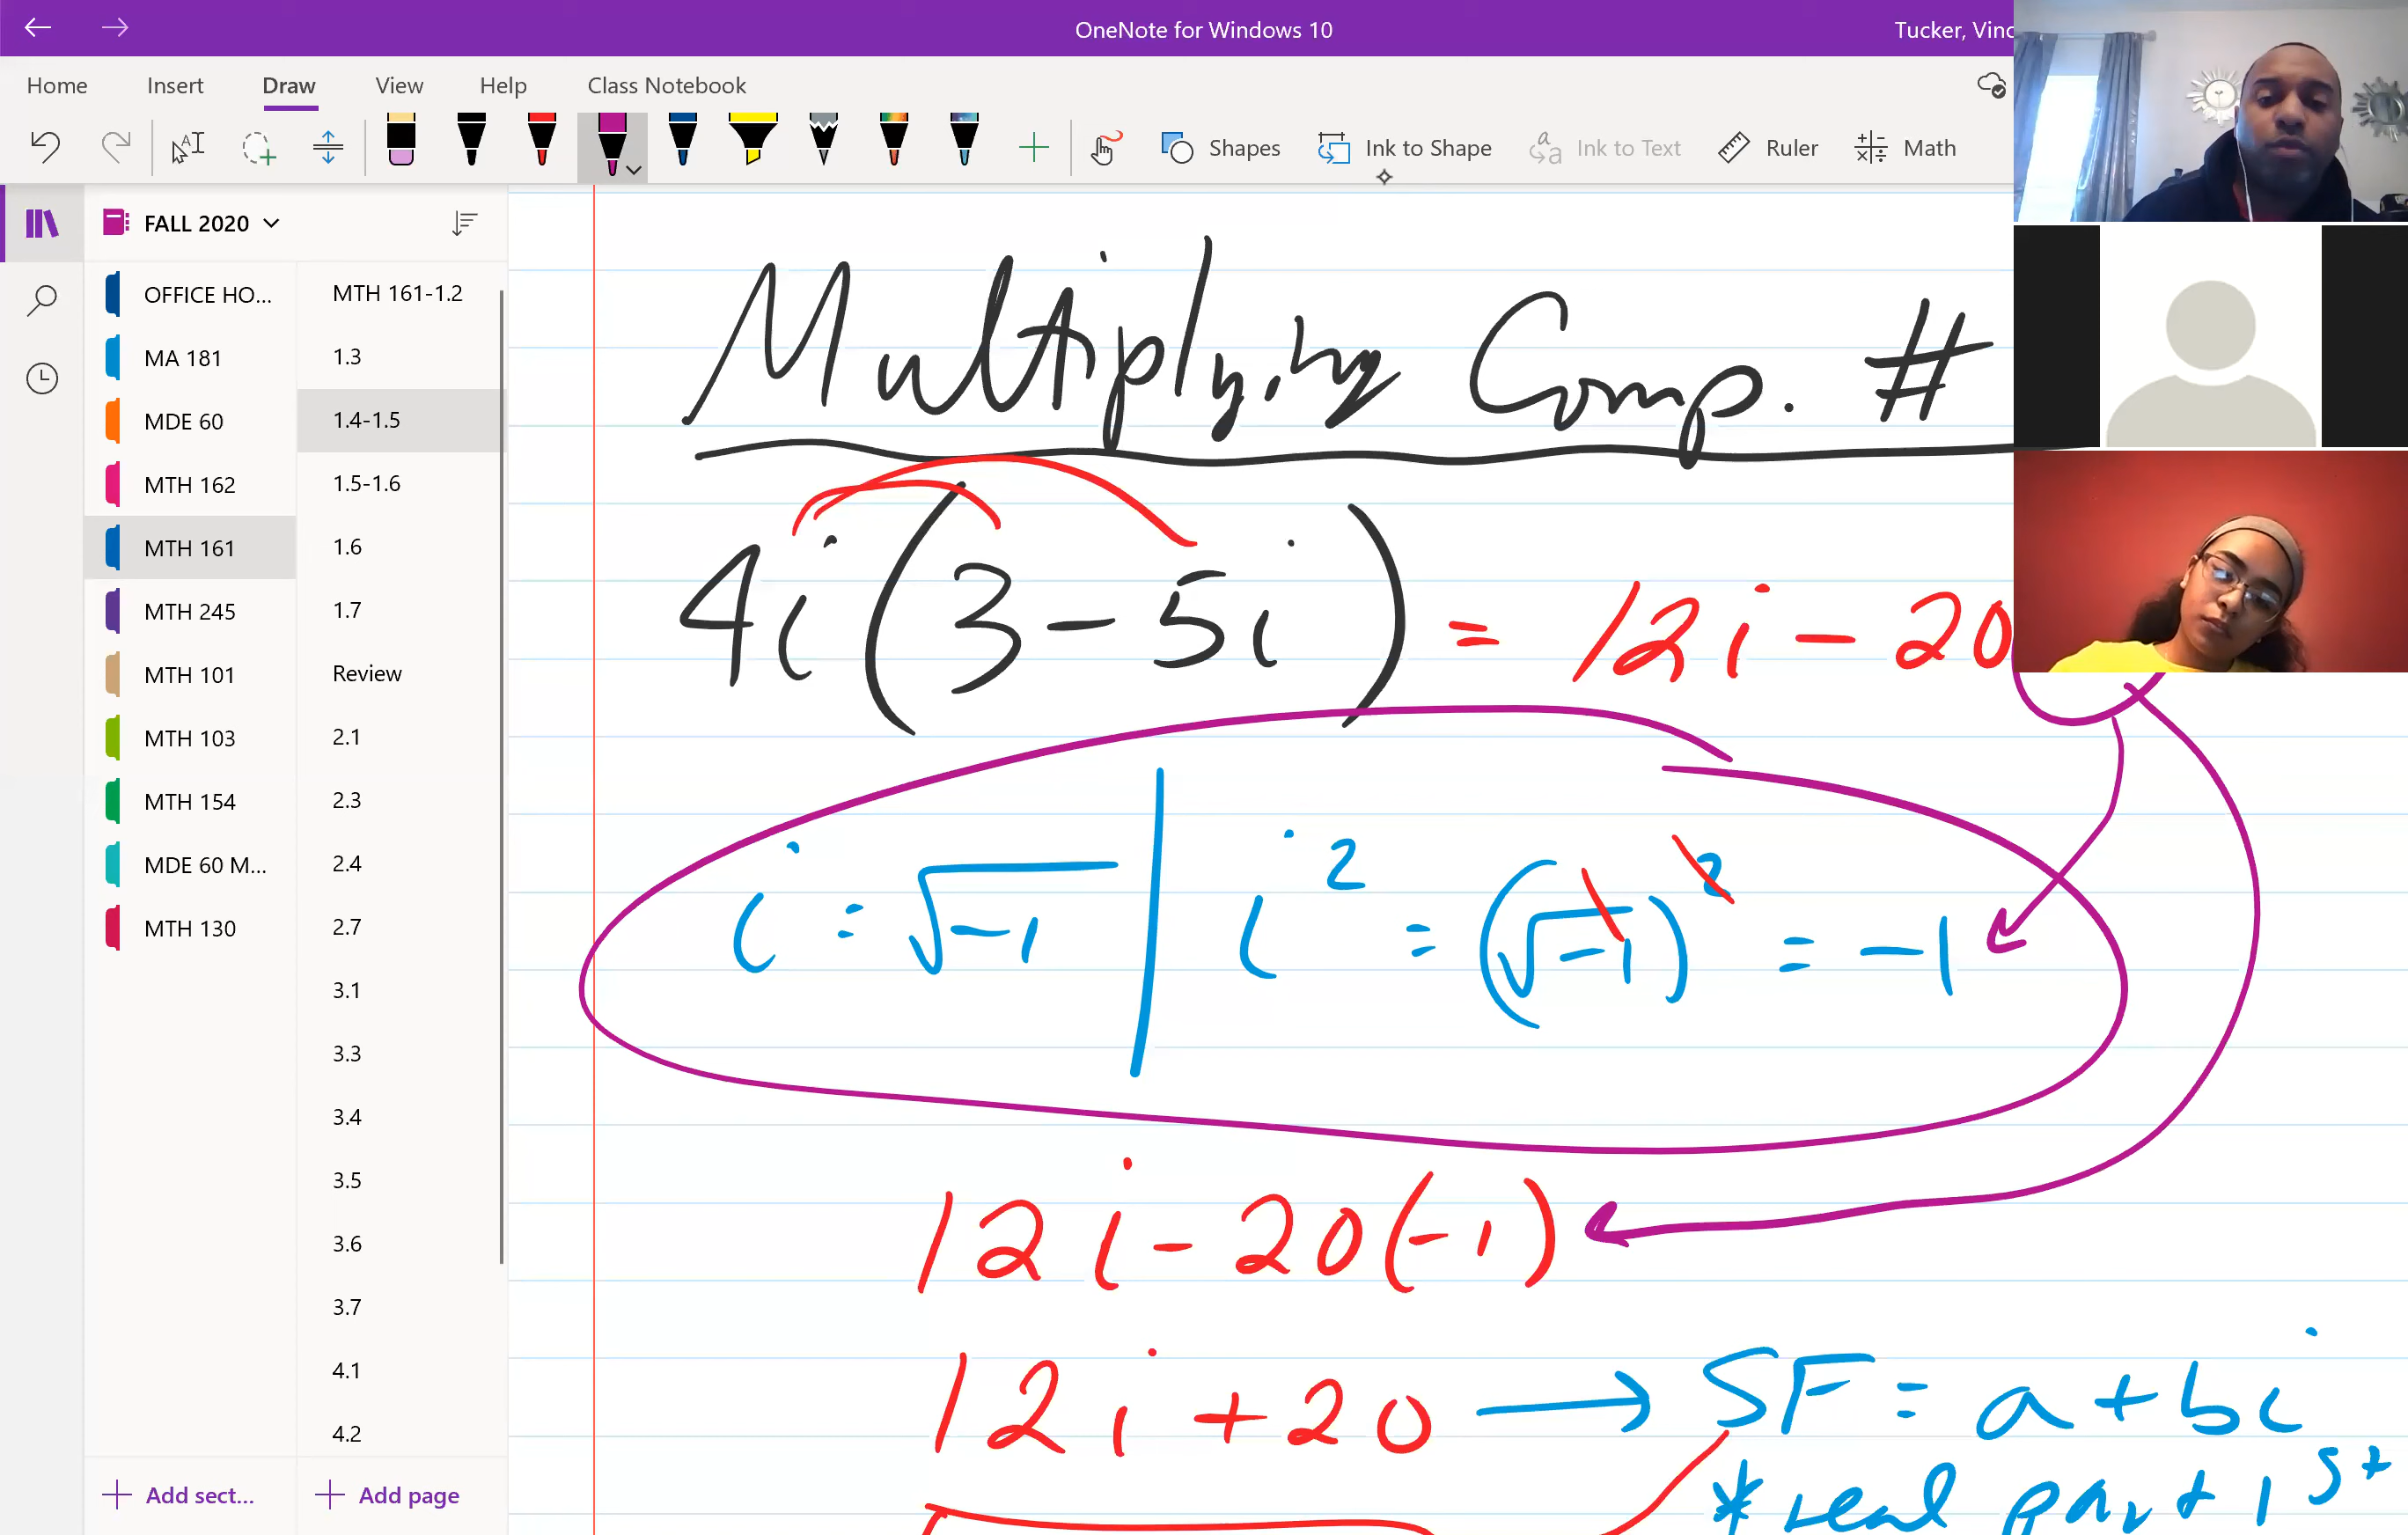 OneNote for Windows 10
Tucker, Vinc
Home Insert Draw View Help Class Notebook
Shapes Ink to Shape Ink to Text Ruler Math
FALL 2020
OFFICE HO...
MA 181
MDE 60
MTH 162
MTH 161
MTH 245
MTH 101
MTH 103
MTH 154
MDE 60 M...
MTH 130
Add sect...
MTH 161-1.2
1.3
1.4-1.5
1.5-1.6
1.6
1.7
Review
2.1
2.3
2.4
2.7
3.1
3.3
3.4
3.5
3.6
3.7
4.1
4.2
Add page
Multiplying Comp. #
4i(3-5i) = 12i-20
i = √-1 | i² = (√-1)² = -1
12i-20(-1)
12i+20 → SF = a+bi
*real part 1st